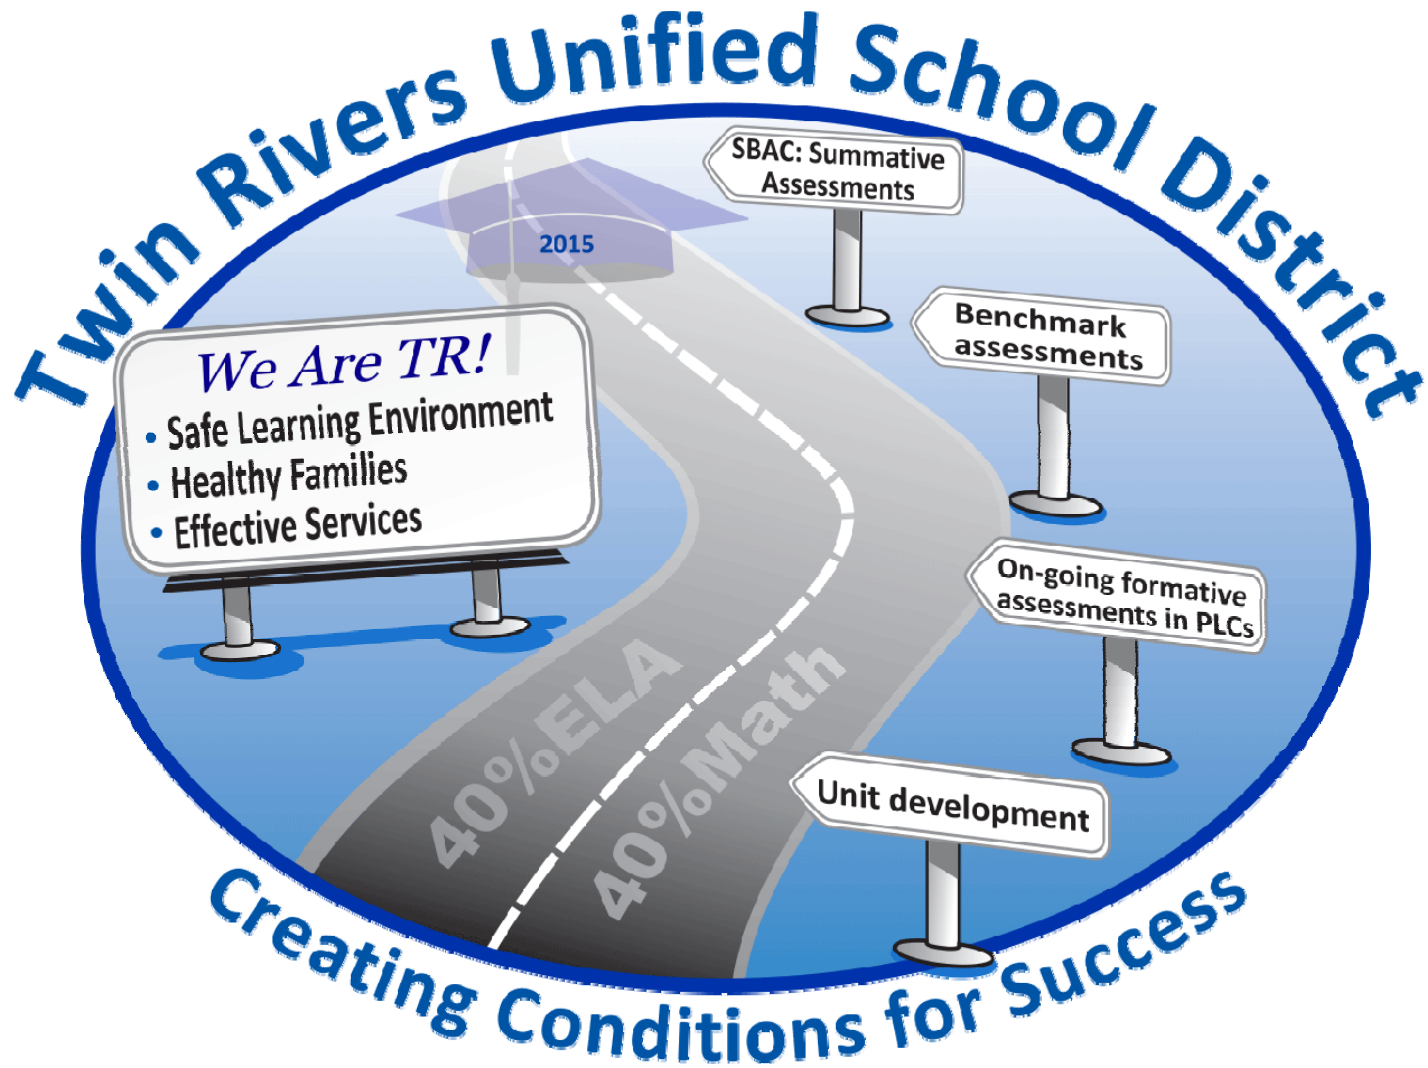 Twin Rivers Unified School District
SBAC: Summative
Assessments
2015
Benchmark
assessments
We Are TR!
• Safe Learning Environment
• Healthy Families
• Effective Services
On-going formative
assessments in PLCs
40%ELA
40%Math
Unit development
Creating Conditions for Success